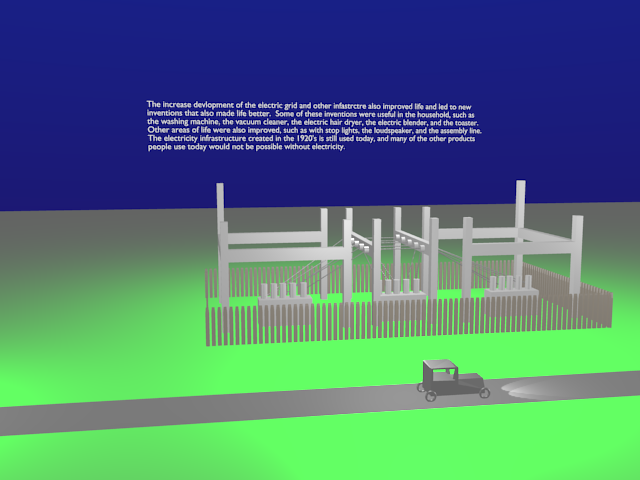 The increase devlopment of the electric grid and other infastrctre also improved life and led to new
inventions that also made life better.  Some of these inventions were useful in the household, such as
the washing machine, the vacuum cleaner, the electric hair dryer, the electric blender, and the toaster.
Other areas of life were also improved, such as with stop lights, the loudspeaker, and the assembly line.
The electricity infrastructure created in the 1920's is still used today, and many of the other products
people use today would not be possible without electricity.